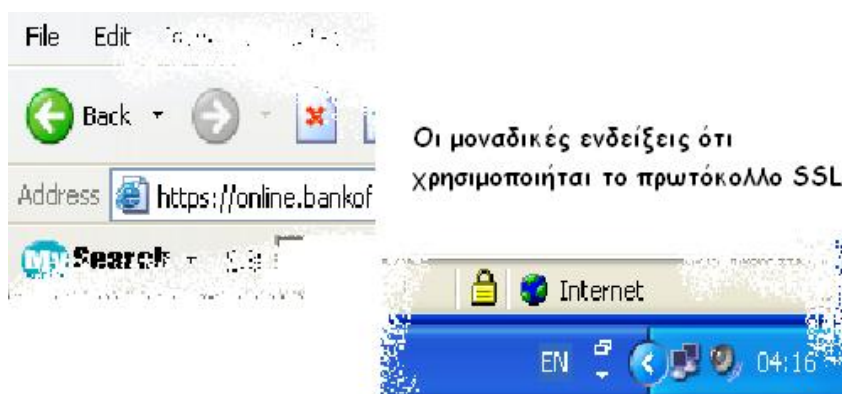 File Edit
Back
Address https://online.bankof
My Search
Οι μοναδικές ενδείξεις ότι
χρησιμοποιήται το πρωτόκολλο SSL
Internet
EN 04:16